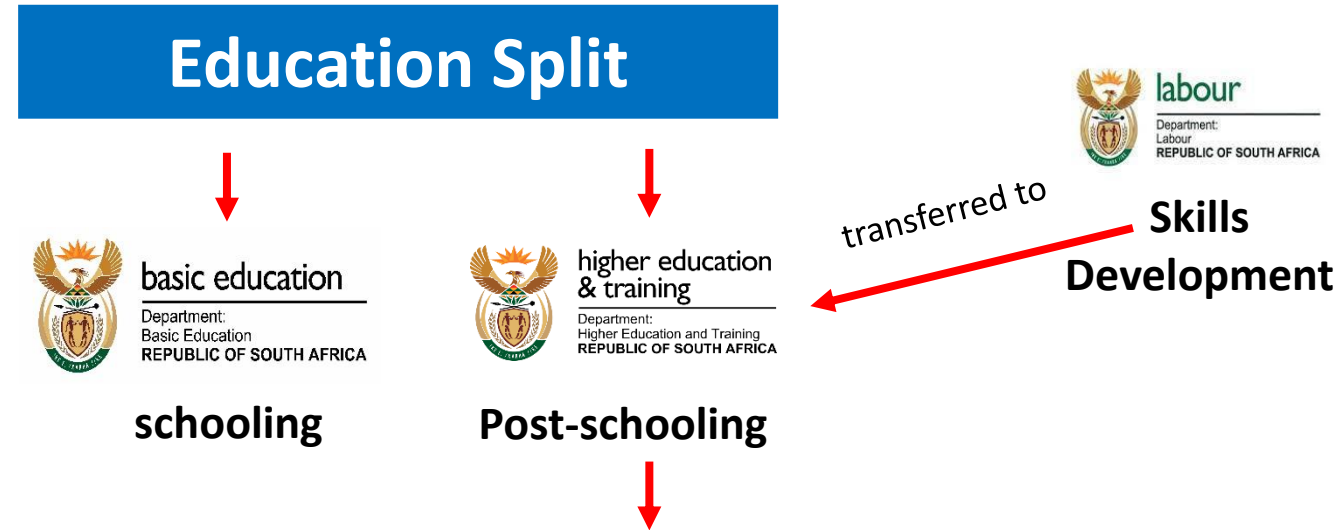 Education Split
labour
Department:
Labour
REPUBLIC OF SOUTH AFRICA
transferred to
Skills
Development
basic education
Department:
Basic Education
REPUBLIC OF SOUTH AFRICA
schooling
higher education
& training
Department:
Higher Education and Training
REPUBLIC OF SOUTH AFRICA
Post-schooling